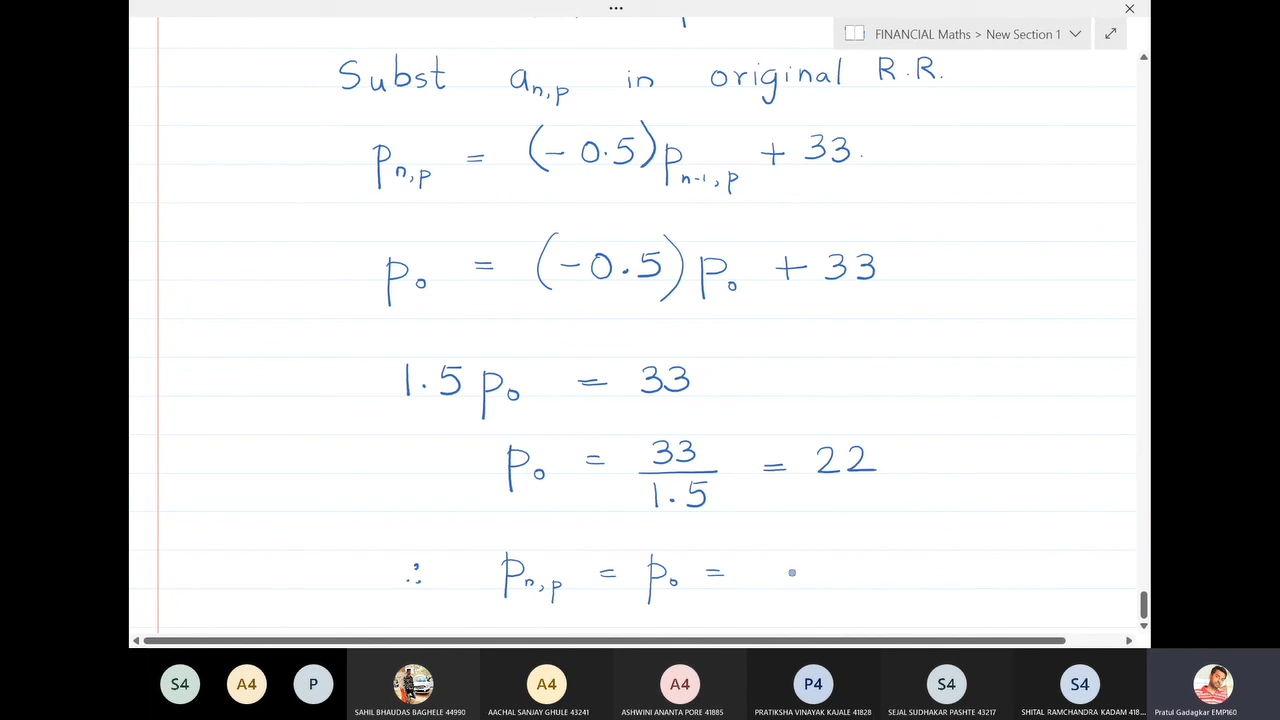 FINANCIAL Maths > New Section 1
Subst a_{n,p} in original R.R.
p_{n,p} = (-0.5)p_{n-1,p} + 33.
p_0 = (-0.5)p_0 + 33
1.5 p_0 = 33
p_0 = 33/1.5 = 22
∴ p_{n,p} = p_0 =
S4 A4 P A4 A4 P4 S4 S4
SAHIL BHAUDAS BAGHELE 44990 AACHAL SANJAY GHULE 43241 ASHWINI ANANTA PORE 41885 PRATIKSHA VINAYAK KAJALE 41828 SEJAL SUDHAKAR PASHTE 43217 SHITAL RAMCHANDRA KADAM 418... Pratul Gadagkar EMP160